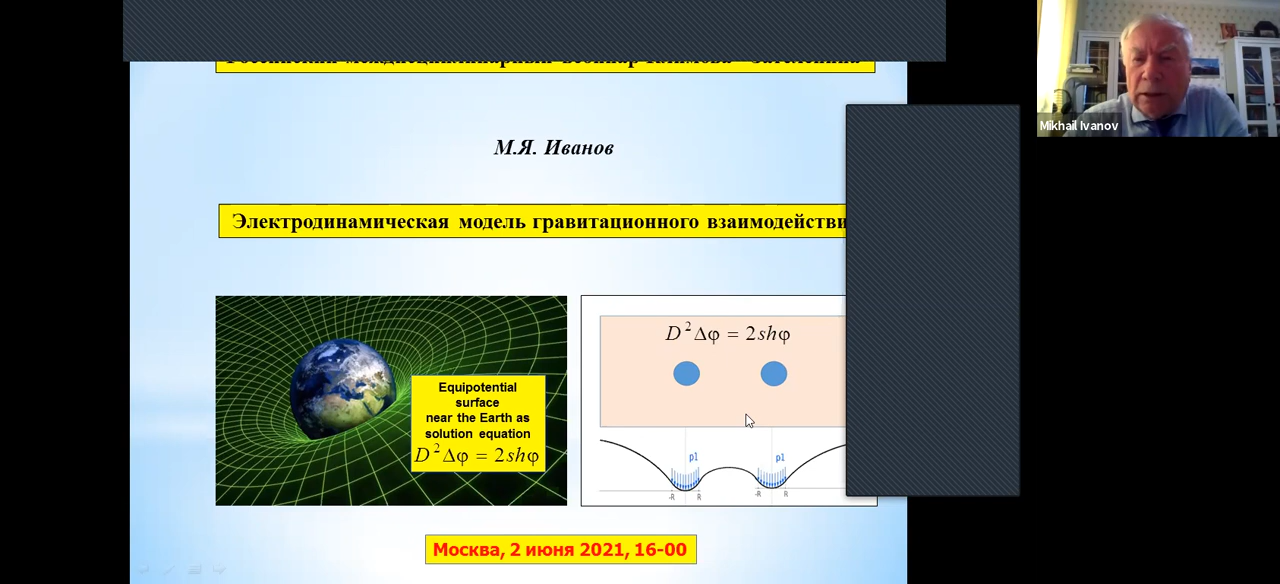 Mikhail Ivanov
М.Я. Иванов
Электродинамическая модель гравитационного взаимодействи
Equipotential
surface
near the Earth as
solution equation
D²Δφ = 2shφ
D²Δφ = 2shφ
p1
p1
-R
R
-R
R
Москва, 2 июня 2021, 16-00